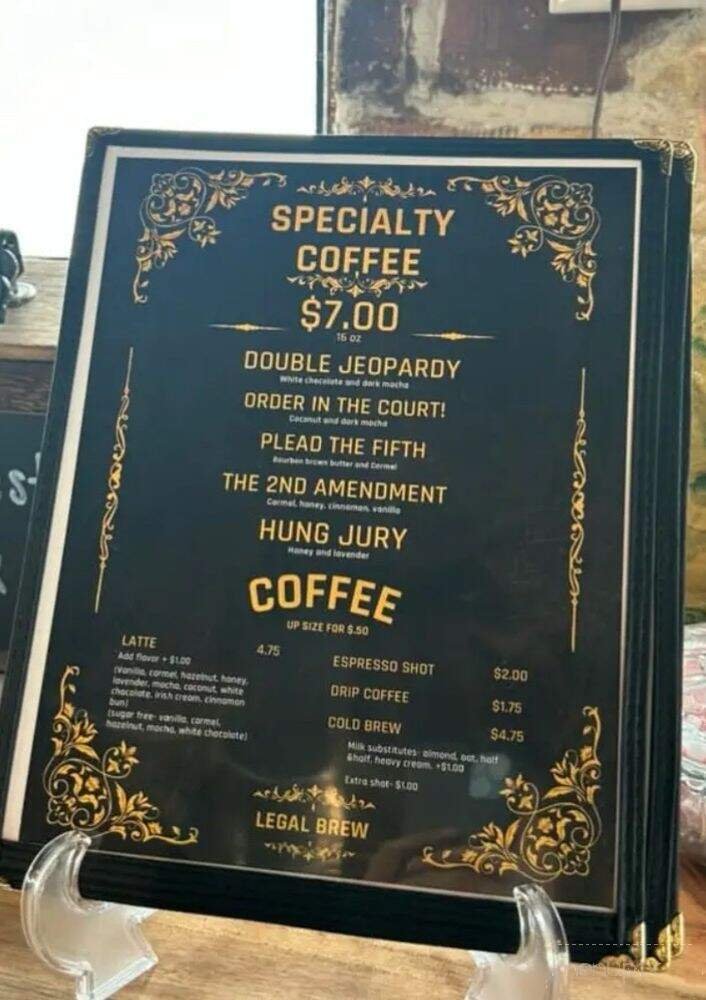 SPECIALTY
COFFEE
$7.00
16 oz
DOUBLE JEOPARDY
White chocolate and dark mocha
ORDER IN THE COURT!
Coconut and dark mocha
PLEAD THE FIFTH
Bourbon brown butter and Carmel
THE 2ND AMENDMENT
Carmel, honey, cinnamon, vanilla
HUNG JURY
Honey and lavender
COFFEE
UP SIZE FOR $.50
LATTE 4.75
Add flavor + $1.00
(Vanilla, carmel, hazelnut, honey,
lavender, mocha, coconut, white
chocolate, irish cream, cinnamon
bun)
(sugar free- vanilla, carmel,
hazelnut, mocha, white chocolate)
ESPRESSO SHOT $2.00
DRIP COFFEE $1.75
COLD BREW $4.75
Milk substitutes- almond, oat, half
&half, heavy cream. +$1.00
Extra shot- $1.00
LEGAL BREW